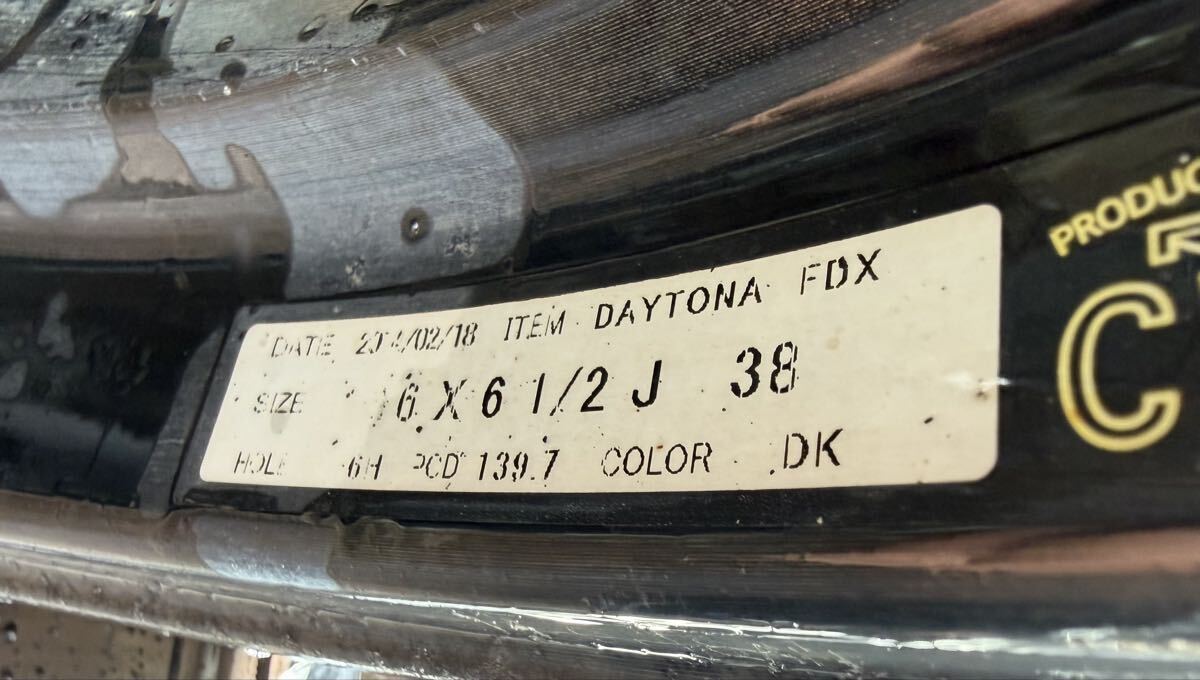 DATE 2014/02/18 ITEM DAYTONA FDX
SIZE 16 X 6 1/2 J 38
HOLE 6H PCD 139.7 COLOR DK
C